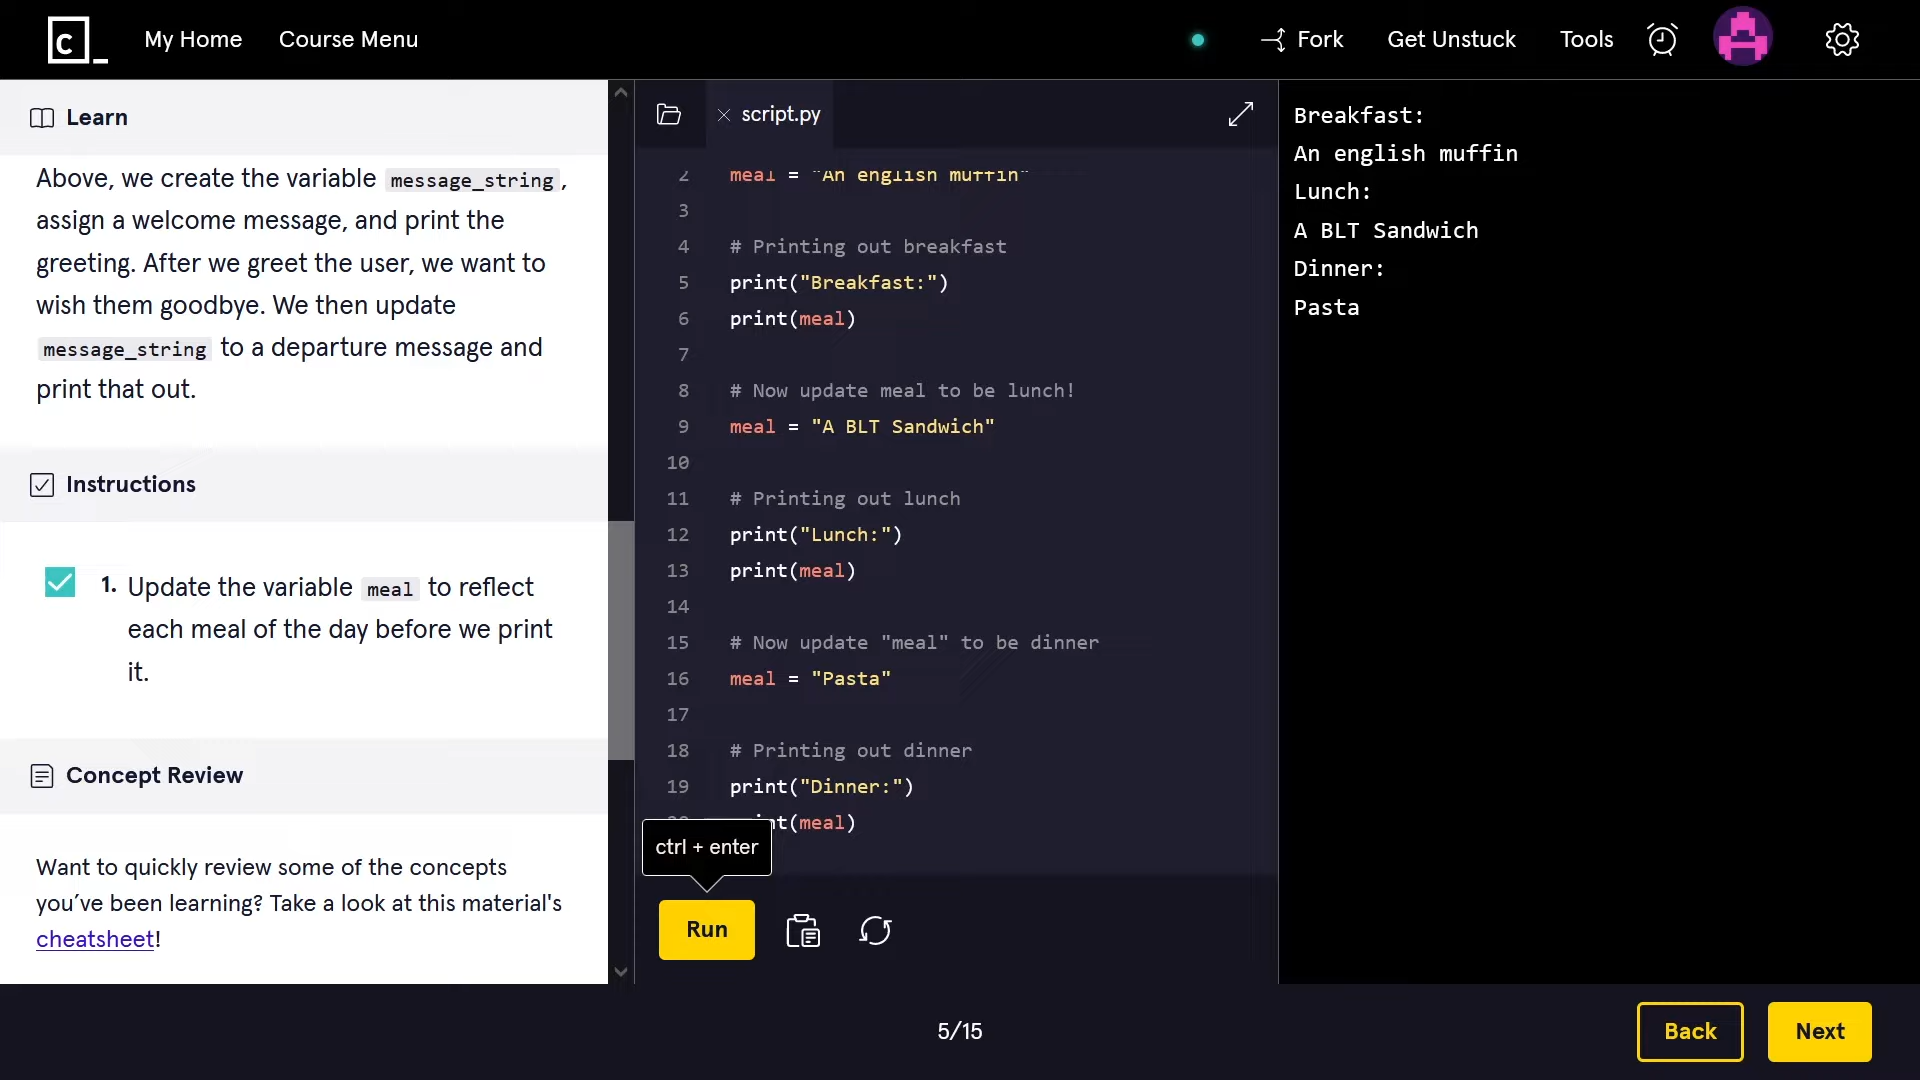 C_
My Home
Course Menu
Fork
Get Unstuck
Tools
Learn
Above, we create the variable message_string,
assign a welcome message, and print the
greeting. After we greet the user, we want to
wish them goodbye. We then update
message_string to a departure message and
print that out.
Instructions
1. Update the variable meal to reflect
each meal of the day before we print
it.
Concept Review
Want to quickly review some of the concepts
you’ve been learning? Take a look at this material's
cheatsheet!
script.py
2 meal = "An english muffin"
3
4 # Printing out breakfast
5 print("Breakfast:")
6 print(meal)
7
8 # Now update meal to be lunch!
9 meal = "A BLT Sandwich"
10
11 # Printing out lunch
12 print("Lunch:")
13 print(meal)
14
15 # Now update "meal" to be dinner
16 meal = "Pasta"
17
18 # Printing out dinner
19 print("Dinner:")
nt(meal)
ctrl + enter
Run
Breakfast:
An english muffin
Lunch:
A BLT Sandwich
Dinner:
Pasta
5/15
Back
Next